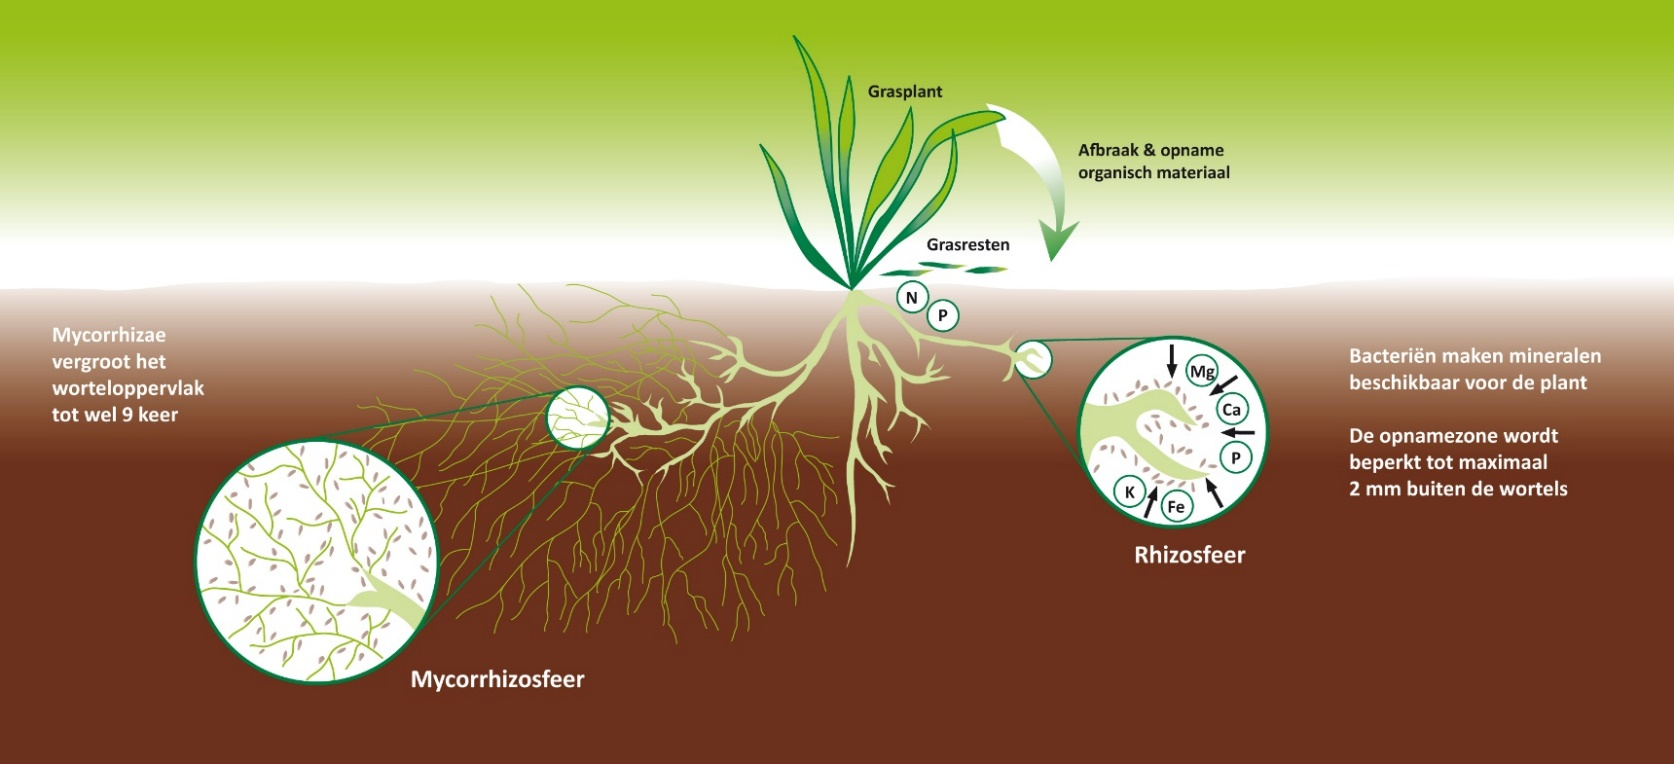 Grasplant
Afbraak & opname
organisch materiaal
Grasresten
N
P
Mycorrhizae
vergroot het
worteloppervlak
tot wel 9 keer
Mg
Ca
P
K
Fe
Bacteriën maken mineralen
beschikbaar voor de plant
De opnamezone wordt
beperkt tot maximaal
2 mm buiten de wortels
Rhizosfeer
Mycorrhizosfeer